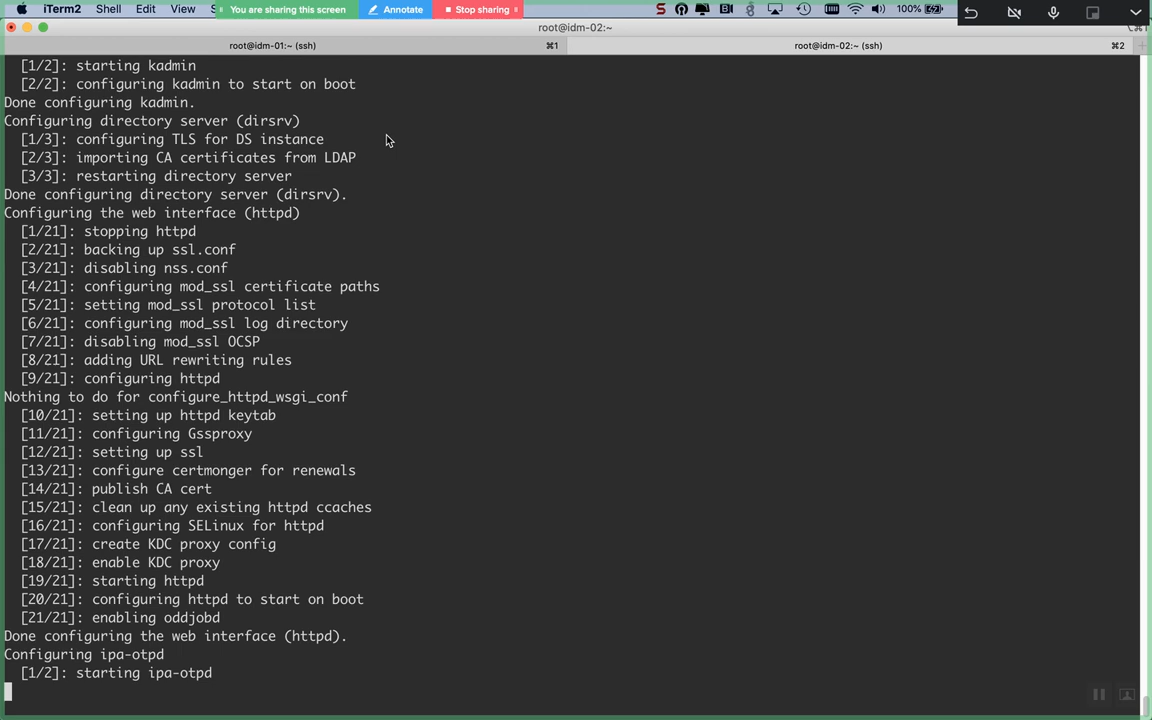 iTerm2 Shell Edit View S You are sharing this screen Annotate Stop sharing 100%
root@idm-02:~ (ssh)
root@idm-01:~ (ssh) ⌘1 root@idm-02:~ (ssh) ⌘2
[1/2]: starting kadmin
[2/2]: configuring kadmin to start on boot
Done configuring kadmin.
Configuring directory server (dirsrv)
[1/3]: configuring TLS for DS instance
[2/3]: importing CA certificates from LDAP
[3/3]: restarting directory server
Done configuring directory server (dirsrv).
Configuring the web interface (httpd)
[1/21]: stopping httpd
[2/21]: backing up ssl.conf
[3/21]: disabling nss.conf
[4/21]: configuring mod_ssl certificate paths
[5/21]: setting mod_ssl protocol list
[6/21]: configuring mod_ssl log directory
[7/21]: disabling mod_ssl OCSP
[8/21]: adding URL rewriting rules
[9/21]: configuring httpd
Nothing to do for configure_httpd_wsgi_conf
[10/21]: setting up httpd keytab
[11/21]: configuring Gssproxy
[12/21]: setting up ssl
[13/21]: configure certmonger for renewals
[14/21]: publish CA cert
[15/21]: clean up any existing httpd ccaches
[16/21]: configuring SELinux for httpd
[17/21]: create KDC proxy config
[18/21]: enable KDC proxy
[19/21]: starting httpd
[20/21]: configuring httpd to start on boot
[21/21]: enabling oddjobd
Done configuring the web interface (httpd).
Configuring ipa-otpd
[1/2]: starting ipa-otpd